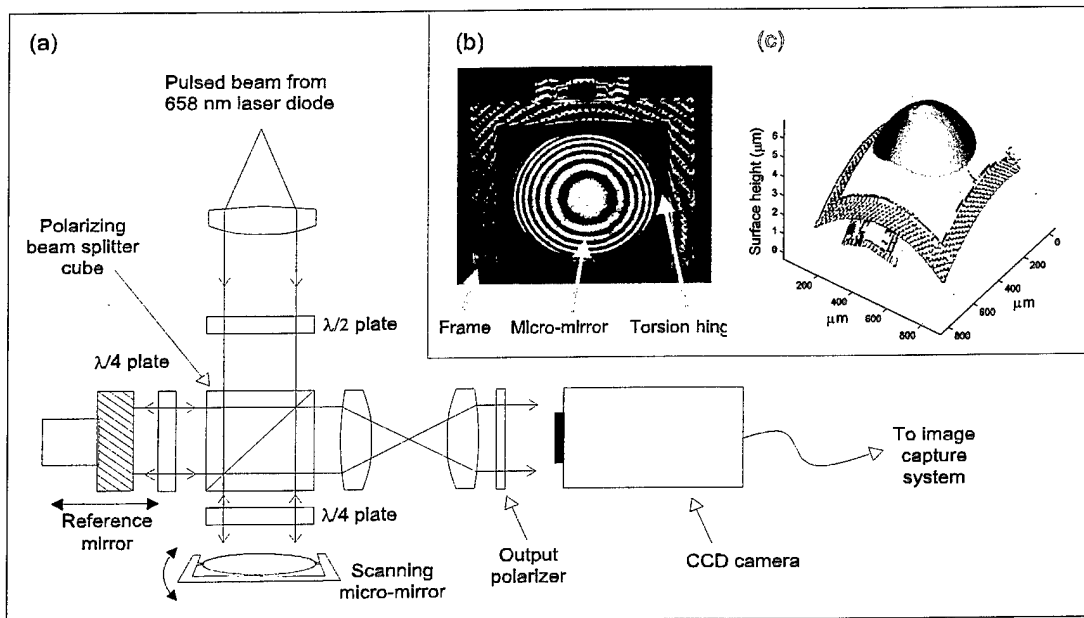 (a)
Pulsed beam from
658 nm laser diode
Polarizing
beam splitter
cube
λ/2 plate
λ/4 plate
Reference
mirror
λ/4 plate
Scanning
micro-mirror
Output
polarizer
CCD camera
To image
capture
system
(b)
Frame
Micro-mirror
Torsion hing
(c)
Surface height (μm)
6
5
4
3
2
1
0
200
400
600
800
μm
0
200
400
600
800
μm